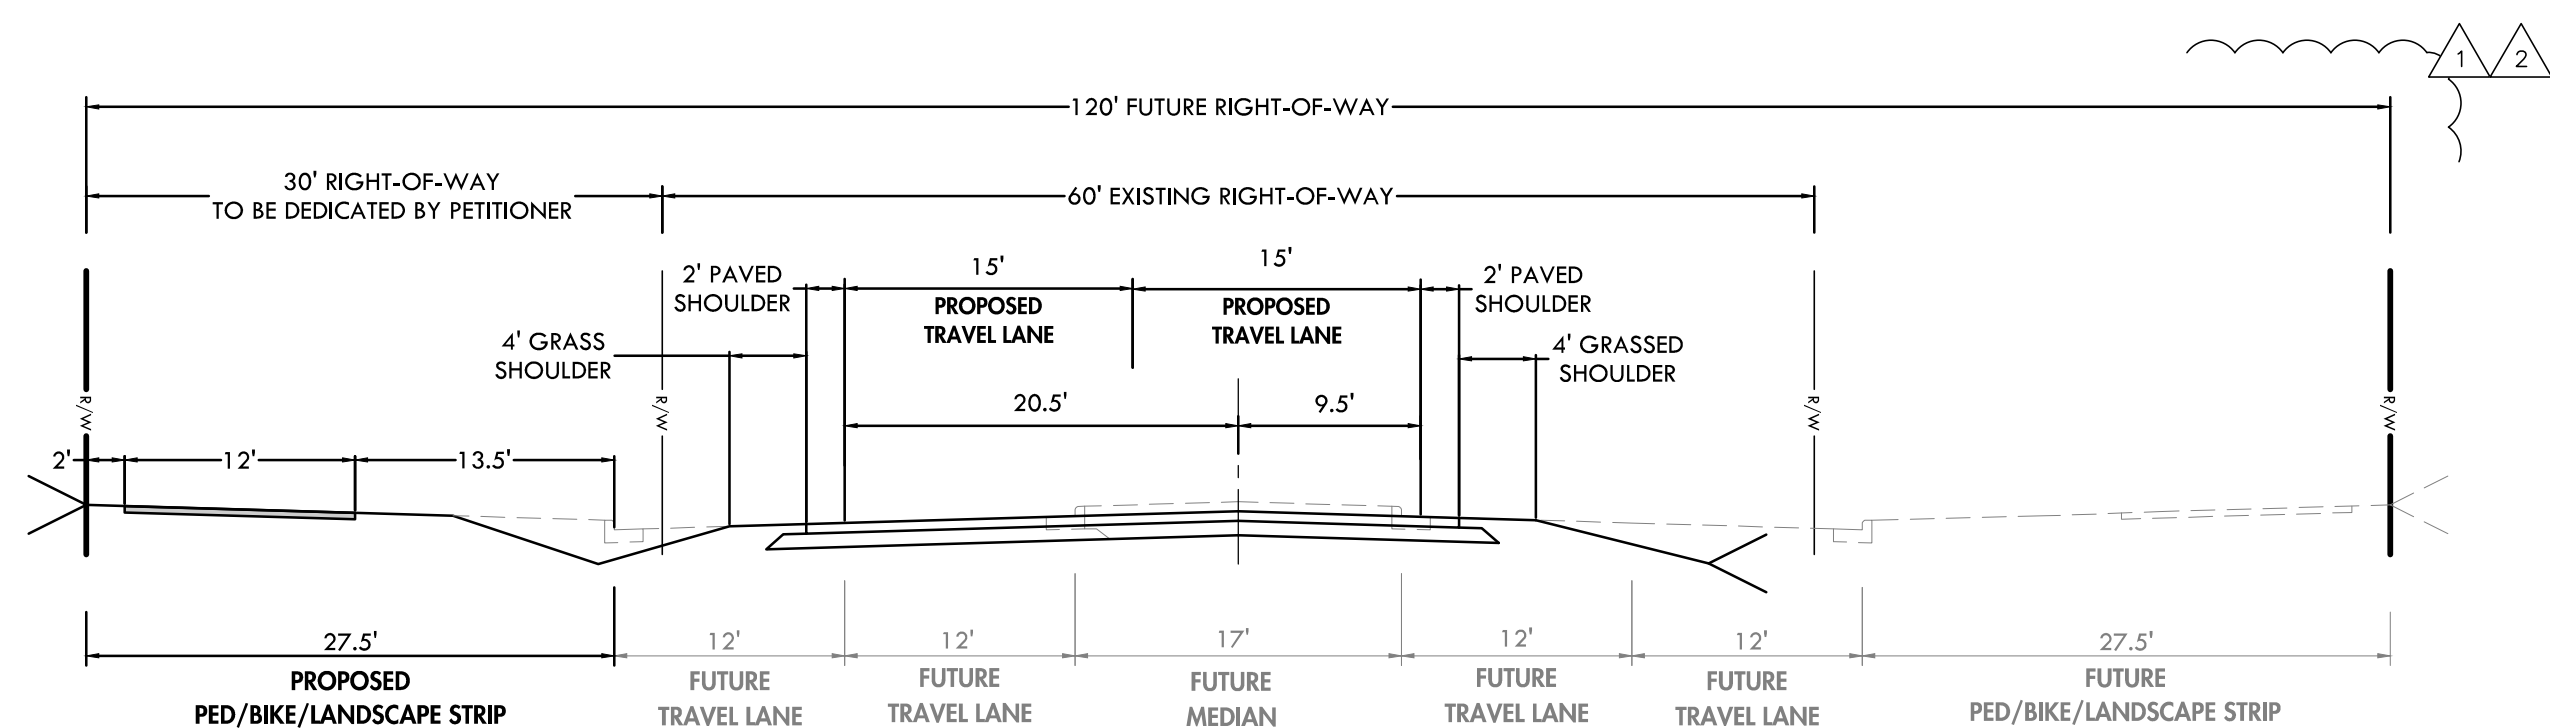 1
2
120' FUTURE RIGHT-OF-WAY
30' RIGHT-OF-WAY
TO BE DEDICATED BY PETITIONER
60' EXISTING RIGHT-OF-WAY
2' PAVED
SHOULDER
15'
PROPOSED
TRAVEL LANE
15'
PROPOSED
TRAVEL LANE
2' PAVED
SHOULDER
4' GRASS
SHOULDER
4' GRASSED
SHOULDER
R/W
R/W
20.5'
9.5'
R/W
R/W
2'
12'
13.5'
27.5'
PROPOSED
PED/BIKE/LANDSCAPE STRIP
12'
FUTURE
TRAVEL LANE
12'
FUTURE
TRAVEL LANE
17'
FUTURE
MEDIAN
12'
FUTURE
TRAVEL LANE
12'
FUTURE
TRAVEL LANE
27.5'
FUTURE
PED/BIKE/LANDSCAPE STRIP